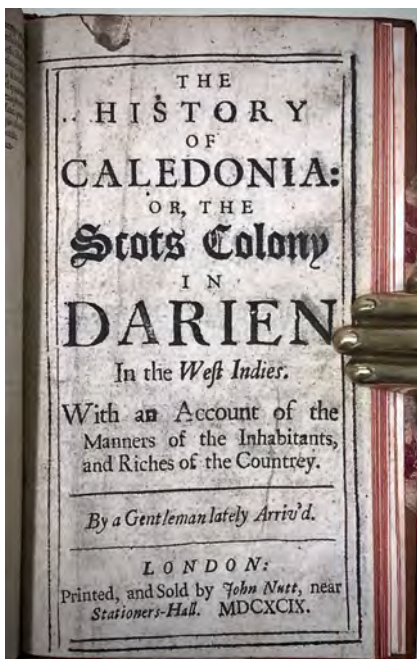 THE
HISTORY
OF
CALEDONIA:
OR, THE
Scots Colony
IN
DARIEN
In the West Indies.
With an Account of the
Manners of the Inhabitants,
and Riches of the Countrey.
By a Gentleman lately Arriv'd.
LONDON:
Printed, and Sold by John Nutt, near
Stationers-Hall. MDCXCIX.